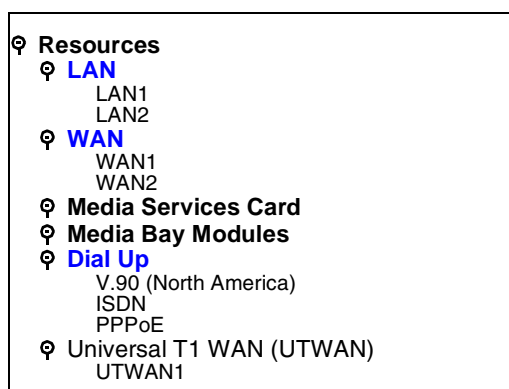 Resources
LAN
LAN1
LAN2
WAN
WAN1
WAN2
Media Services Card
Media Bay Modules
Dial Up
V.90 (North America)
ISDN
PPPoE
Universal T1 WAN (UTWAN)
UTWAN1